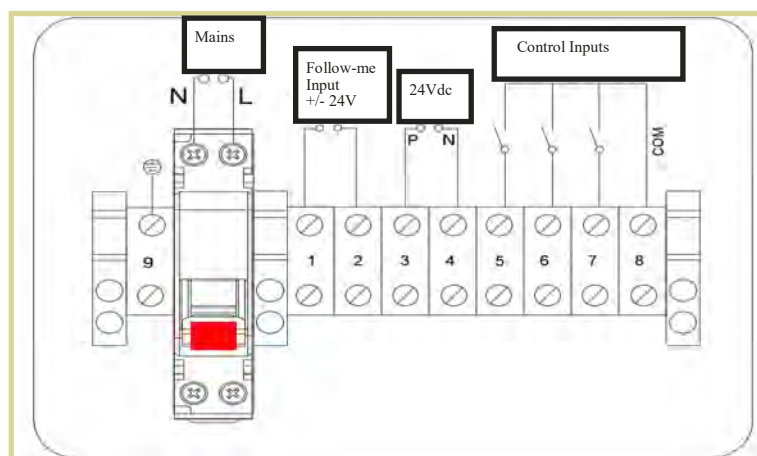 Mains
Follow-me
Input
+/- 24V
24Vdc
Control Inputs
N L
P N
COM
9 1 2 3 4 5 6 7 8